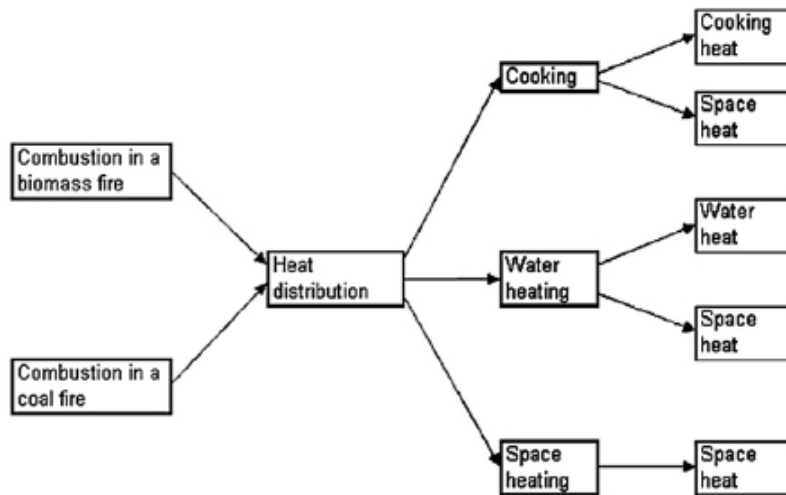 Combustion in a
biomass fire
Combustion in a
coal fire
Heat
distribution
Cooking
Water
heating
Space
heating
Cooking
heat
Space
heat
Water
heat
Space
heat
Space
heat